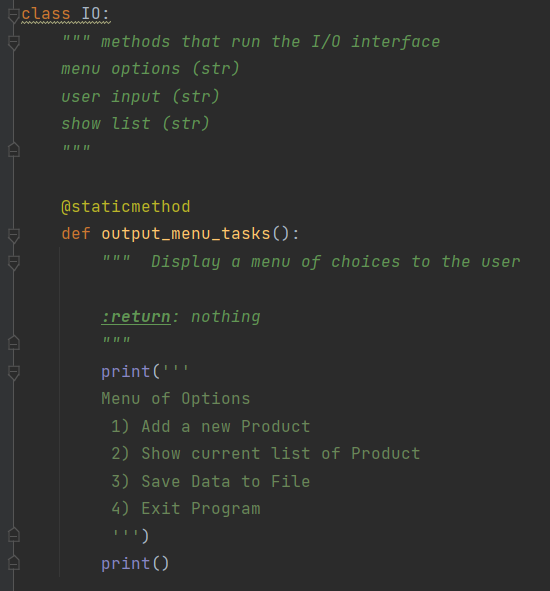 class IO:
    """ methods that run the I/O interface
    menu options (str)
    user input (str)
    show list (str)
    """

    @staticmethod
    def output_menu_tasks():
        """  Display a menu of choices to the user

        :return: nothing
        """
        print('''
        Menu of Options
         1) Add a new Product
         2) Show current list of Product
         3) Save Data to File
         4) Exit Program
         ''')
        print()